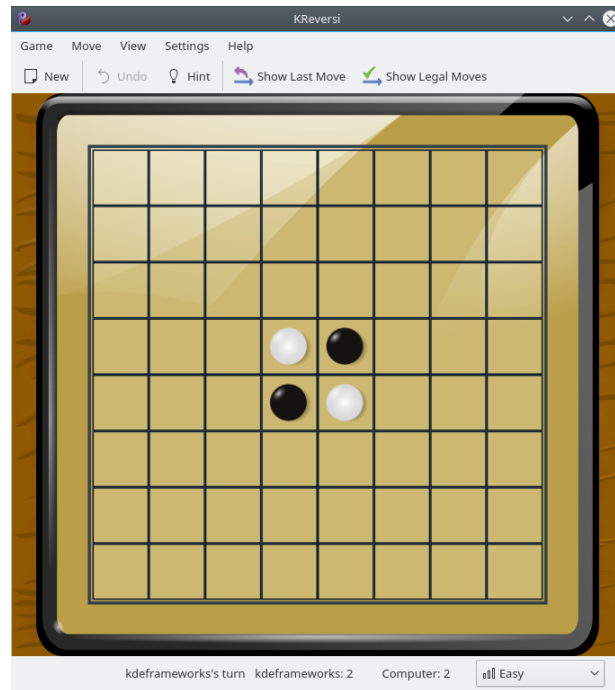 KReversi
Game Move View Settings Help
New Undo Hint Show Last Move Show Legal Moves
kdeframeworks's turn kdeframeworks: 2 Computer: 2 Easy